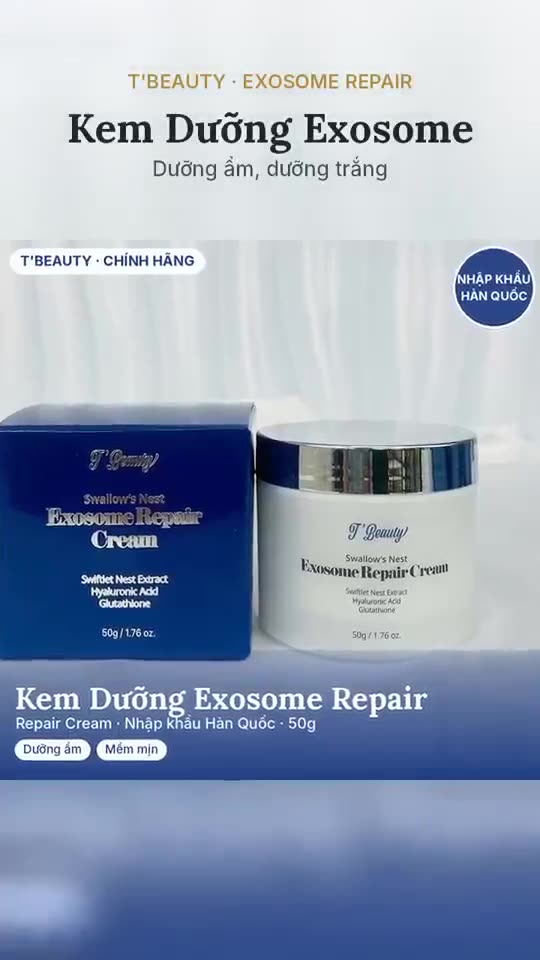 T'BEAUTY · EXOSOME REPAIR
Kem Dưỡng Exosome
Dưỡng ẩm, dưỡng trắng
T'BEAUTY · CHÍNH HÃNG
NHẬP KHẨU
HÀN QUỐC
T'Beauty
Swallow's Nest
Exosome Repair
Cream
Swiftlet Nest Extract
Hyaluronic Acid
Glutathione
50g / 1.76 oz.
T'Beauty
Swallow's Nest
Exosome Repair Cream
Swiftlet Nest Extract
Hyaluronic Acid
Glutathione
50g / 1.76 oz.
Kem Dưỡng Exosome Repair
Repair Cream · Nhập khẩu Hàn Quốc · 50g
Dưỡng ẩm
Mềm mịn